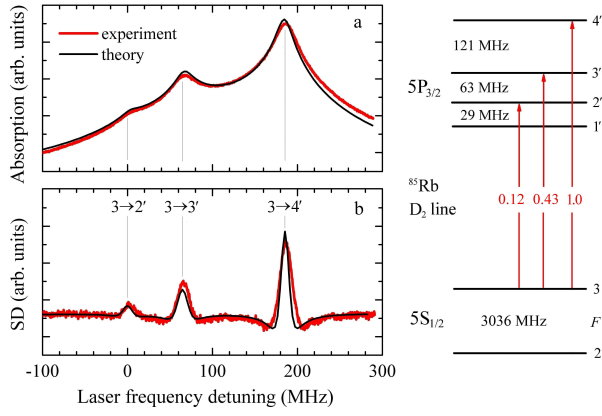 Absorption (arb. units)
experiment
theory
a
SD (arb. units)
3→2′
3→3′
3→4′
b
-100
0
100
200
300
Laser frequency detuning (MHz)
4′
121 MHz
5P3/2
3′
63 MHz
2′
29 MHz
1′
⁸⁵Rb
D₂ line
0.12
0.43
1.0
3
5S1/2
3036 MHz
F
2